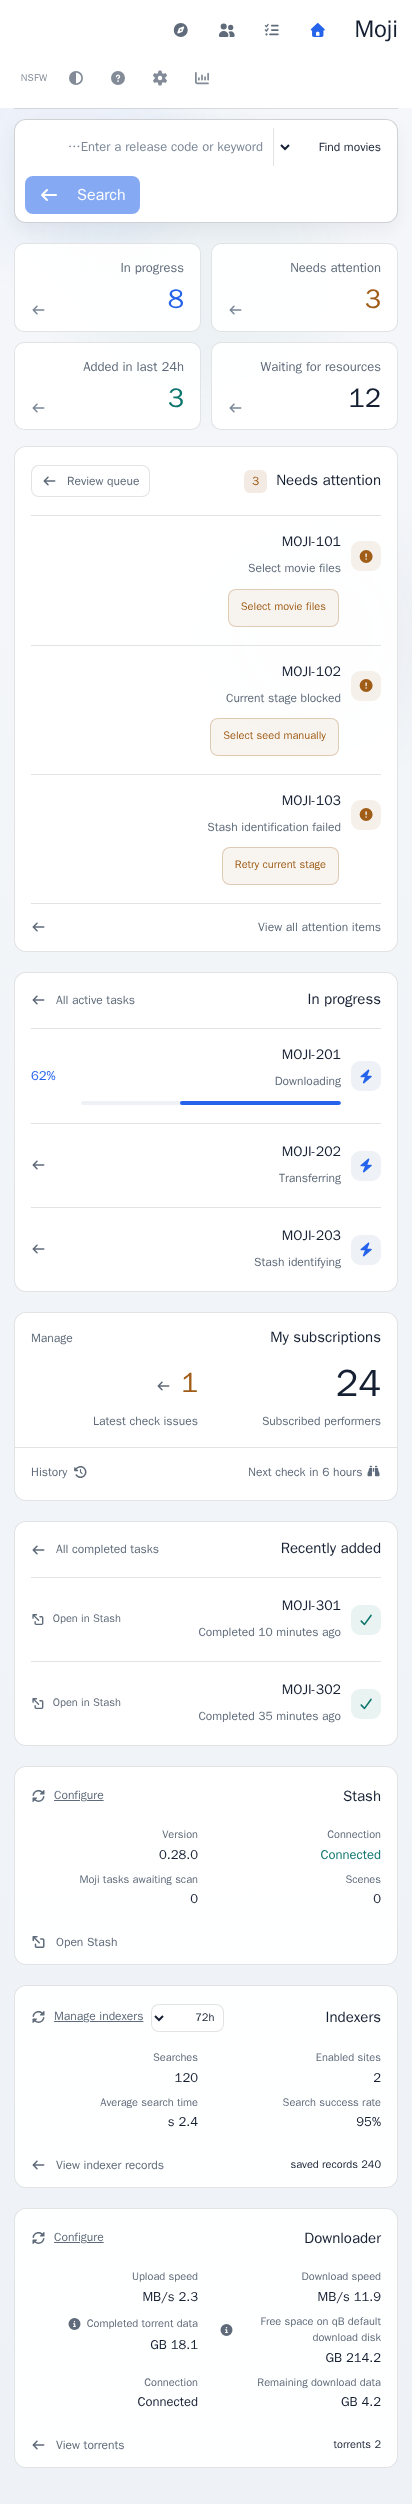 Moji
NSFW
Find movies
Enter a release code or keyword…
Search
Needs attention
3
In progress
8
Waiting for resources
12
Added in last 24h
3
Needs attention 3
Review queue
MOJI-101
Select movie files
Select movie files
MOJI-102
Current stage blocked
Select seed manually
MOJI-103
Stash identification failed
Retry current stage
View all attention items
In progress
All active tasks
MOJI-201
Downloading
62%
MOJI-202
Transferring
MOJI-203
Stash identifying
My subscriptions
Manage
24
Subscribed performers
1
Latest check issues
Next check in 6 hours
History
Recently added
All completed tasks
MOJI-301
Completed 10 minutes ago
Open in Stash
MOJI-302
Completed 35 minutes ago
Open in Stash
Stash
Configure
Connection
Connected
Version
0.28.0
Scenes
0
Moji tasks awaiting scan
0
Open Stash
Indexers
72h
Manage indexers
Enabled sites
2
Searches
120
Search success rate
95%
Average search time
s 2.4
saved records 240
View indexer records
Downloader
Configure
Download speed
MB/s 11.9
Upload speed
MB/s 2.3
Free space on qB default
download disk
GB 214.2
Completed torrent data
GB 18.1
Remaining download data
GB 4.2
Connection
Connected
torrents 2
View torrents